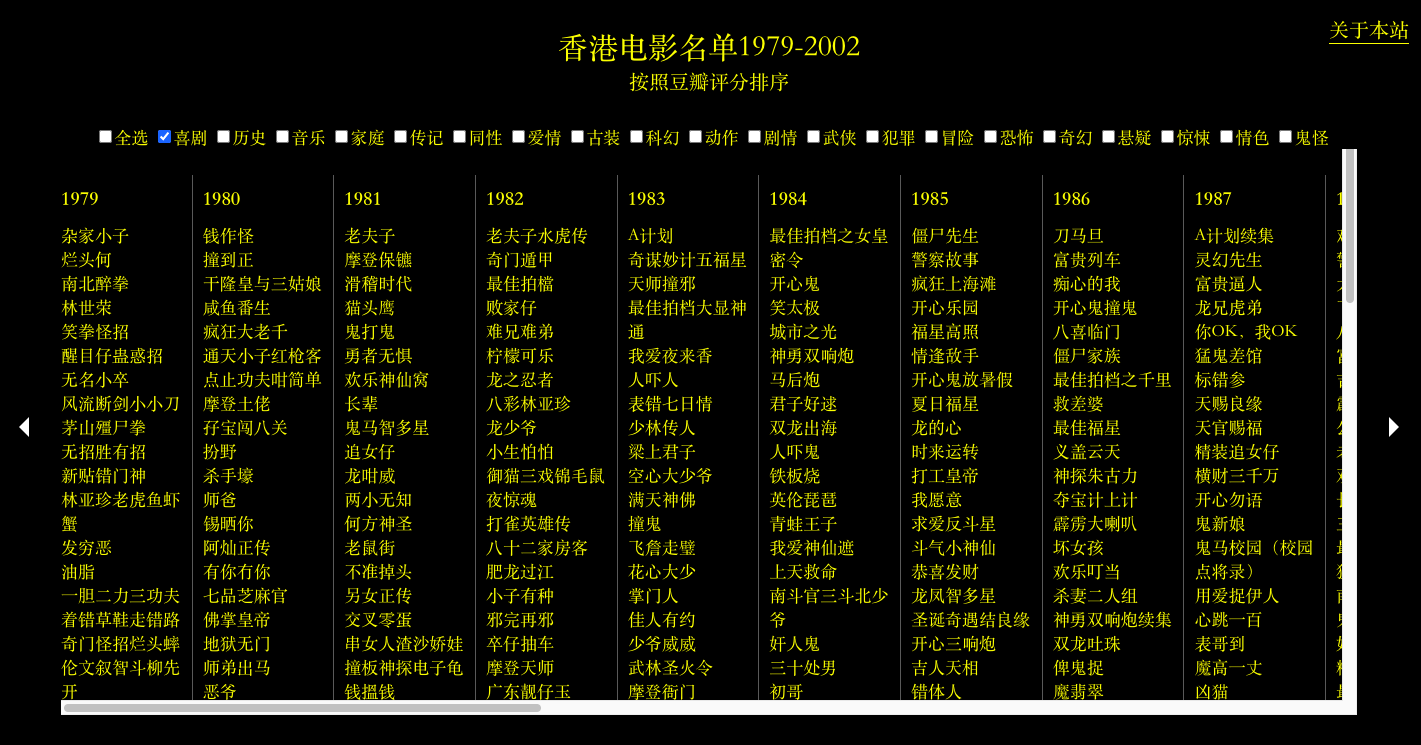 关于本站
香港电影名单1979-2002
按照豆瓣评分排序
全选 喜剧 历史 音乐 家庭 传记 同性 爱情 古装 科幻 动作 剧情 武侠 犯罪 冒险 恐怖 奇幻 悬疑 惊悚 情色 鬼怪
1979
杂家小子
烂头何
南北醉拳
林世荣
笑拳怪招
醒目仔蛊惑招
无名小卒
风流断剑小小刀
茅山殭尸拳
无招胜有招
新贴错门神
林亚珍老虎鱼虾
蟹
发穷恶
油脂
一胆二力三功夫
着错草鞋走错路
奇门怪招烂头蟀
伦文叙智斗柳先
开
1980
钱作怪
撞到正
干隆皇与三姑娘
咸鱼番生
疯狂大老千
通天小子红枪客
点止功夫咁简单
摩登土佬
孖宝闯八关
扮野
杀手壕
师爸
锡晒你
阿灿正传
有你冇你
七品芝麻官
佛掌皇帝
地狱无门
师弟出马
恶爷
1981
老夫子
摩登保镳
滑稽时代
猫头鹰
鬼打鬼
勇者无惧
欢乐神仙窝
长辈
鬼马智多星
追女仔
龙咁威
两小无知
何方神圣
老鼠街
不准掉头
另女正传
交叉零蛋
串女人渣沙娇娃
撞板神探电子龟
钱搵钱
1982
老夫子水虎传
奇门遁甲
最佳拍檔
败家仔
难兄难弟
柠檬可乐
龙之忍者
八彩林亚珍
龙少爷
小生怕怕
御猫三戏锦毛鼠
夜惊魂
打雀英雄传
八十二家房客
肥龙过江
小子有种
邪完再邪
卒仔抽车
摩登天师
广东靓仔玉
1983
A计划
奇谋妙计五福星
天师撞邪
最佳拍档大显神
通
我爱夜来香
人吓人
表错七日情
少林传人
梁上君子
空心大少爷
满天神佛
撞鬼
飞詹走璧
花心大少
掌门人
佳人有约
少爷威威
武林圣火令
摩登衙门
1984
最佳拍档之女皇
密令
开心鬼
笑太极
城市之光
神勇双响炮
马后炮
君子好逑
双龙出海
人吓鬼
铁板烧
英伦琵琶
青蛙王子
我爱神仙遮
上天救命
南斗官三斗北少
爷
奸人鬼
三十处男
初哥
1985
僵尸先生
警察故事
疯狂上海滩
开心乐园
福星高照
情逢敌手
开心鬼放暑假
夏日福星
龙的心
时来运转
打工皇帝
我愿意
求爱反斗星
斗气小神仙
恭喜发财
龙凤智多星
圣诞奇遇结良缘
开心三响炮
吉人天相
错体人
1986
刀马旦
富贵列车
痴心的我
开心鬼撞鬼
八喜临门
僵尸家族
最佳拍档之千里
救差婆
最佳福星
义盖云天
神探朱古力
夺宝计上计
霹雳大喇叭
坏女孩
欢乐叮当
杀妻二人组
神勇双响炮续集
双龙吐珠
俾鬼捉
魔翡翠
1987
A计划续集
灵幻先生
富贵逼人
龙兄虎弟
你OK，我OK
猛鬼差馆
标错参
天赐良缘
天官赐福
精装追女仔
横财三千万
开心勿语
鬼新娘
鬼马校园（校园
点将录）
用爱捉伊人
心跳一百
表哥到
魔高一丈
凶猫